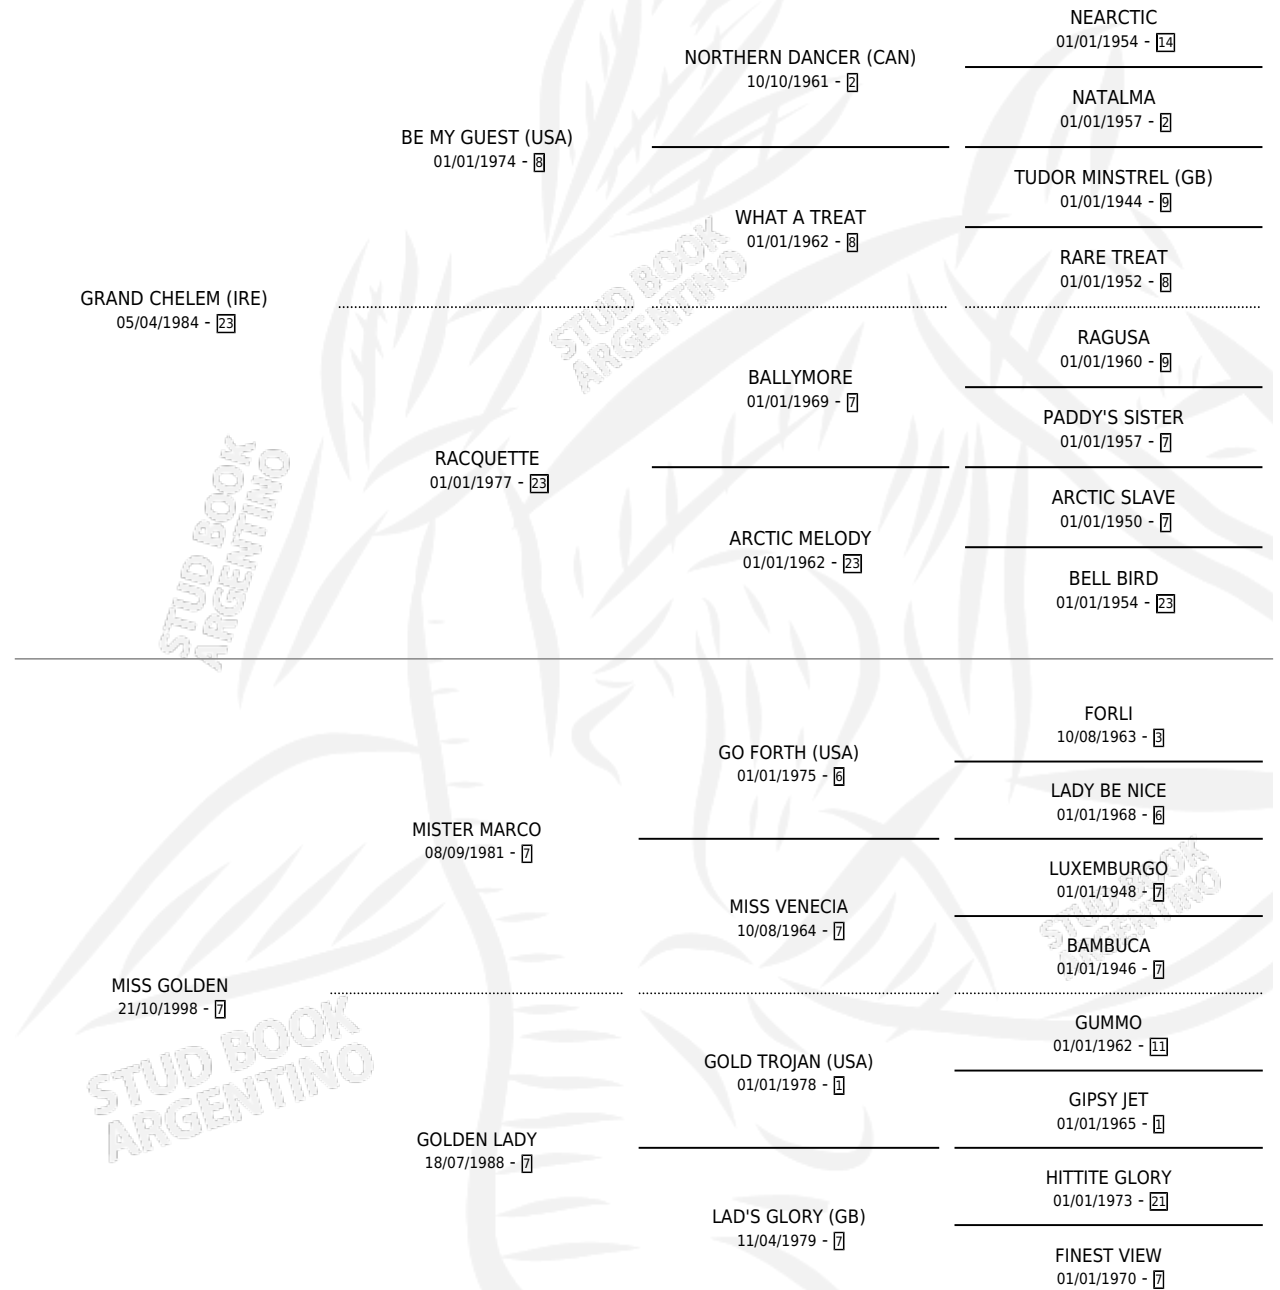 NEARCTIC
01/01/1954 - 14
NORTHERN DANCER (CAN)
10/10/1961 - 2
NATALMA
01/01/1957 - 2
BE MY GUEST (USA)
01/01/1974 - 8
TUDOR MINSTREL (GB)
01/01/1944 - 9
WHAT A TREAT
01/01/1962 - 8
RARE TREAT
01/01/1952 - 8
GRAND CHELEM (IRE)
05/04/1984 - 23
STUD BOOK
ARGENTINO
RAGUSA
01/01/1960 - 9
BALLYMORE
01/01/1969 - 7
PADDY'S SISTER
01/01/1957 - 7
RACQUETTE
01/01/1977 - 23
ARCTIC SLAVE
01/01/1950 - 7
ARCTIC MELODY
01/01/1962 - 23
BELL BIRD
01/01/1954 - 23
STUD BOOK
ARGENTINO
FORLI
10/08/1963 - 3
GO FORTH (USA)
01/01/1975 - 6
LADY BE NICE
01/01/1968 - 6
MISTER MARCO
08/09/1981 - 7
LUXEMBURGO
01/01/1948 - 7
MISS VENECIA
10/08/1964 - 7
STUD BOOK
ARGENTINO
BAMBUCA
01/01/1946 - 7
MISS GOLDEN
21/10/1998 - 7
GUMMO
01/01/1962 - 11
GOLD TROJAN (USA)
01/01/1978 - 1
STUD BOOK
ARGENTINO
GIPSY JET
01/01/1965 - 1
GOLDEN LADY
18/07/1988 - 7
HITTITE GLORY
01/01/1973 - 21
LAD'S GLORY (GB)
11/04/1979 - 7
FINEST VIEW
01/01/1970 - 7